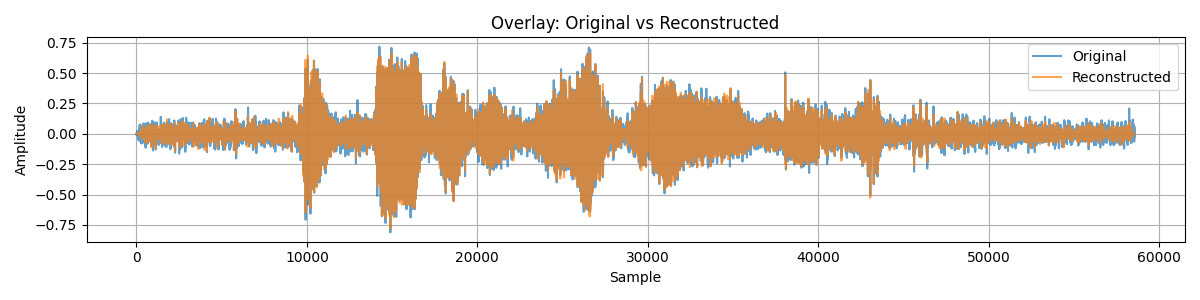 Overlay: Original vs Reconstructed
Original
Reconstructed
Amplitude
0.75
0.50
0.25
0.00
−0.25
−0.50
−0.75
0 10000 20000 30000 40000 50000 60000
Sample